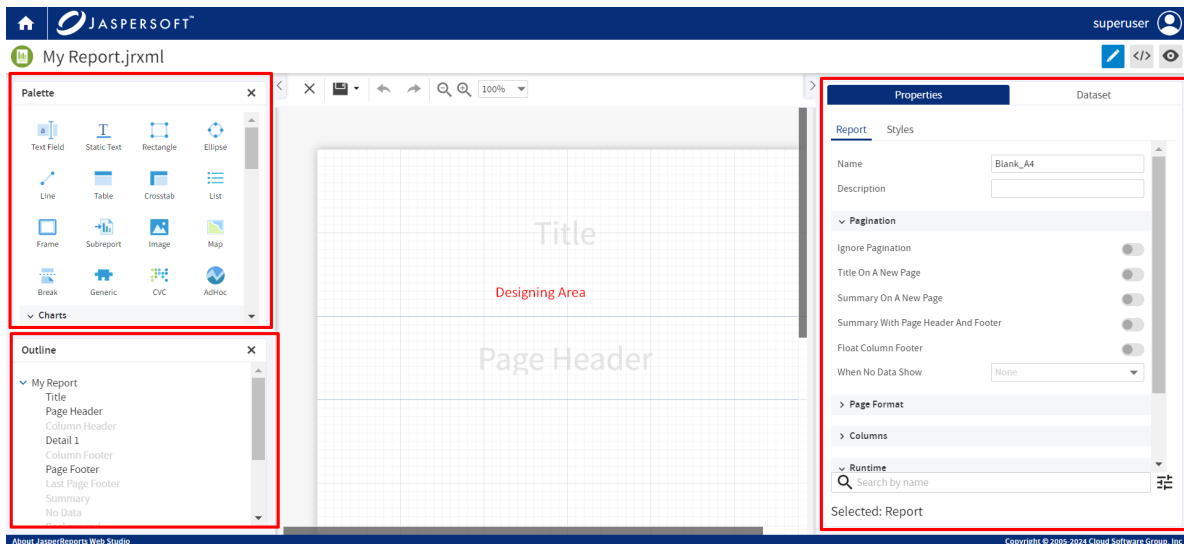 JASPERSOFT™
superuser
My Report.jrxml
</>
Palette
a
Text Field
T
Static Text
Rectangle
Ellipse
Line
Table
Crosstab
List
Frame
Subreport
Image
Map
Break
Generic
CVC
AdHoc
Charts
Outline
My Report
Title
Page Header
Column Header
Detail 1
Column Footer
Page Footer
Last Page Footer
Summary
No Data
100%
Title
Designing Area
Page Header
Properties
Dataset
Report
Styles
Name
Blank_A4
Description
Pagination
Ignore Pagination
Title On A New Page
Summary On A New Page
Summary With Page Header And Footer
Float Column Footer
When No Data Show
None
Page Format
Columns
Runtime
Search by name
Selected: Report
About JasperReports Web Studio
Copyright © 2005-2024 Cloud Software Group, Inc